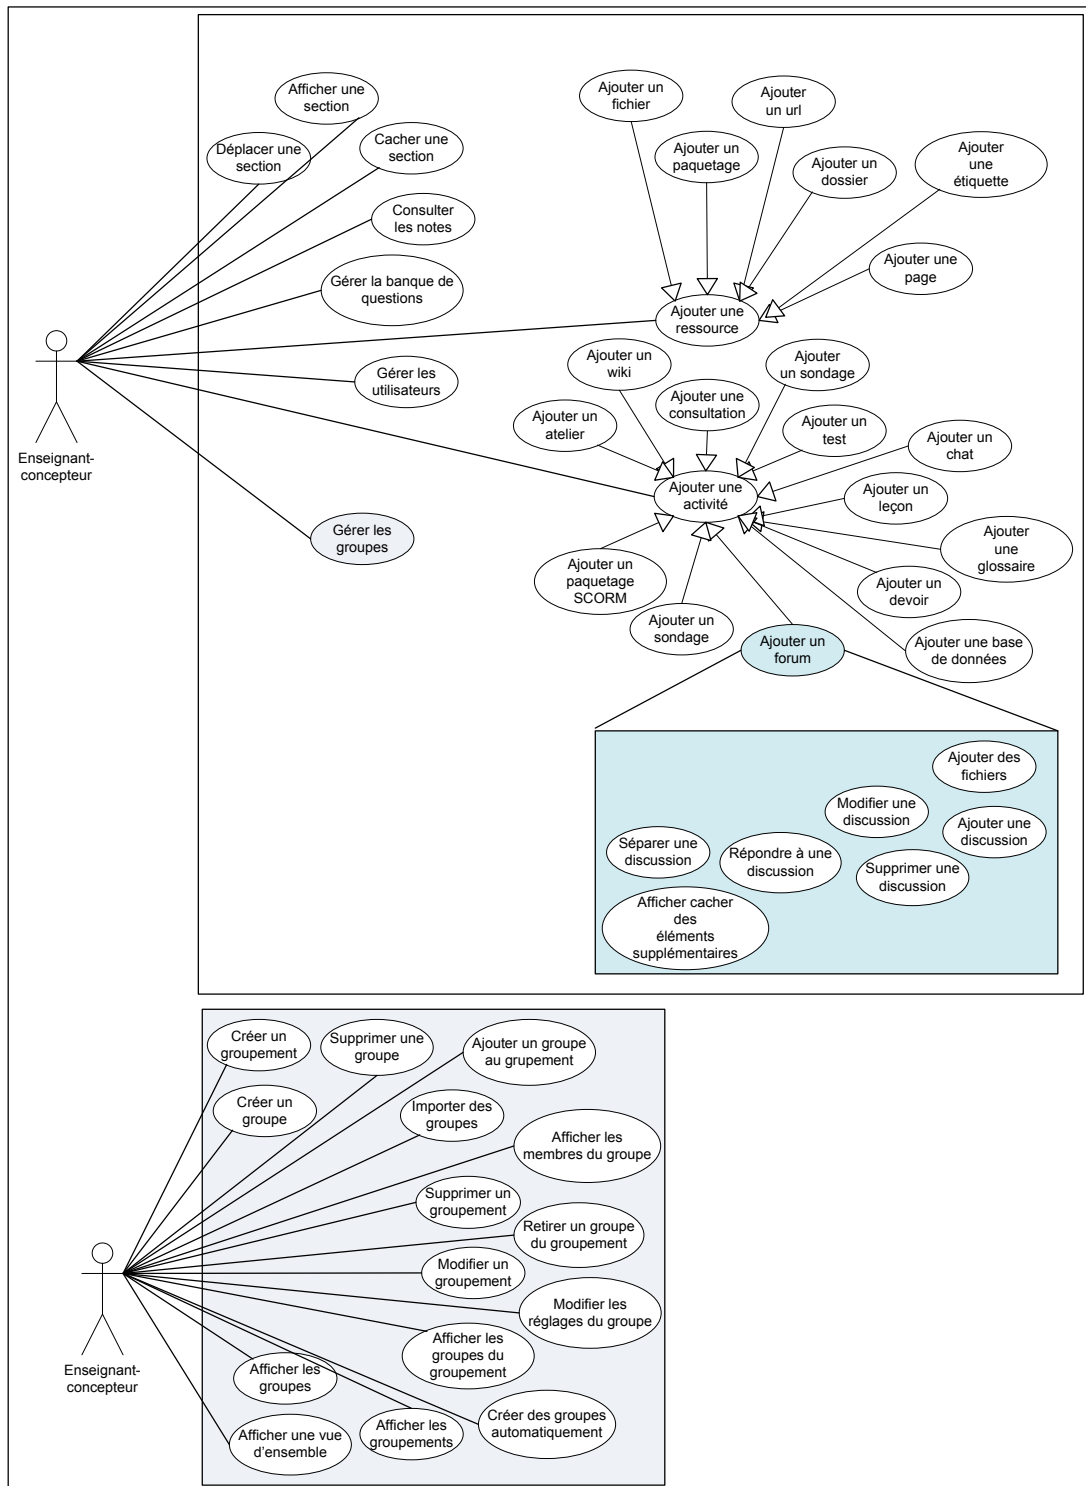 Afficher une
section
Déplacer une
section
Cacher une
section
Consulter
les notes
Gérer la banque de
questions
Gérer les
utilisateurs
Gérer les
groupes
Enseignant-
concepteur
Ajouter un
fichier
Ajouter
un url
Ajouter un
paquetage
Ajouter un
dossier
Ajouter
une
étiquette
Ajouter une
page
Ajouter une
ressource
Ajouter un
wiki
Ajouter
un sondage
Ajouter une
consultation
Ajouter un
atelier
Ajouter un
test
Ajouter un
chat
Ajouter une
activité
Ajouter un
leçon
Ajouter
une
glossaire
Ajouter un
paquetage
SCORM
Ajouter un
devoir
Ajouter un
sondage
Ajouter un
forum
Ajouter une base
de données
Ajouter des
fichiers
Modifier une
discussion
Ajouter une
discussion
Séparer une
discussion
Répondre à une
discussion
Supprimer une
discussion
Afficher cacher
des
éléments
supplémentaires
Créer un
groupement
Supprimer une
groupe
Ajouter un groupe
au grupement
Créer un
groupe
Importer des
groupes
Afficher les
membres du groupe
Supprimer un
groupement
Retirer un groupe
du groupement
Modifier un
groupement
Modifier les
réglages du groupe
Afficher les
groupes du
groupement
Enseignant-
concepteur
Afficher les
groupes
Afficher une vue
d'ensemble
Afficher les
groupements
Créer des groupes
automatiquement